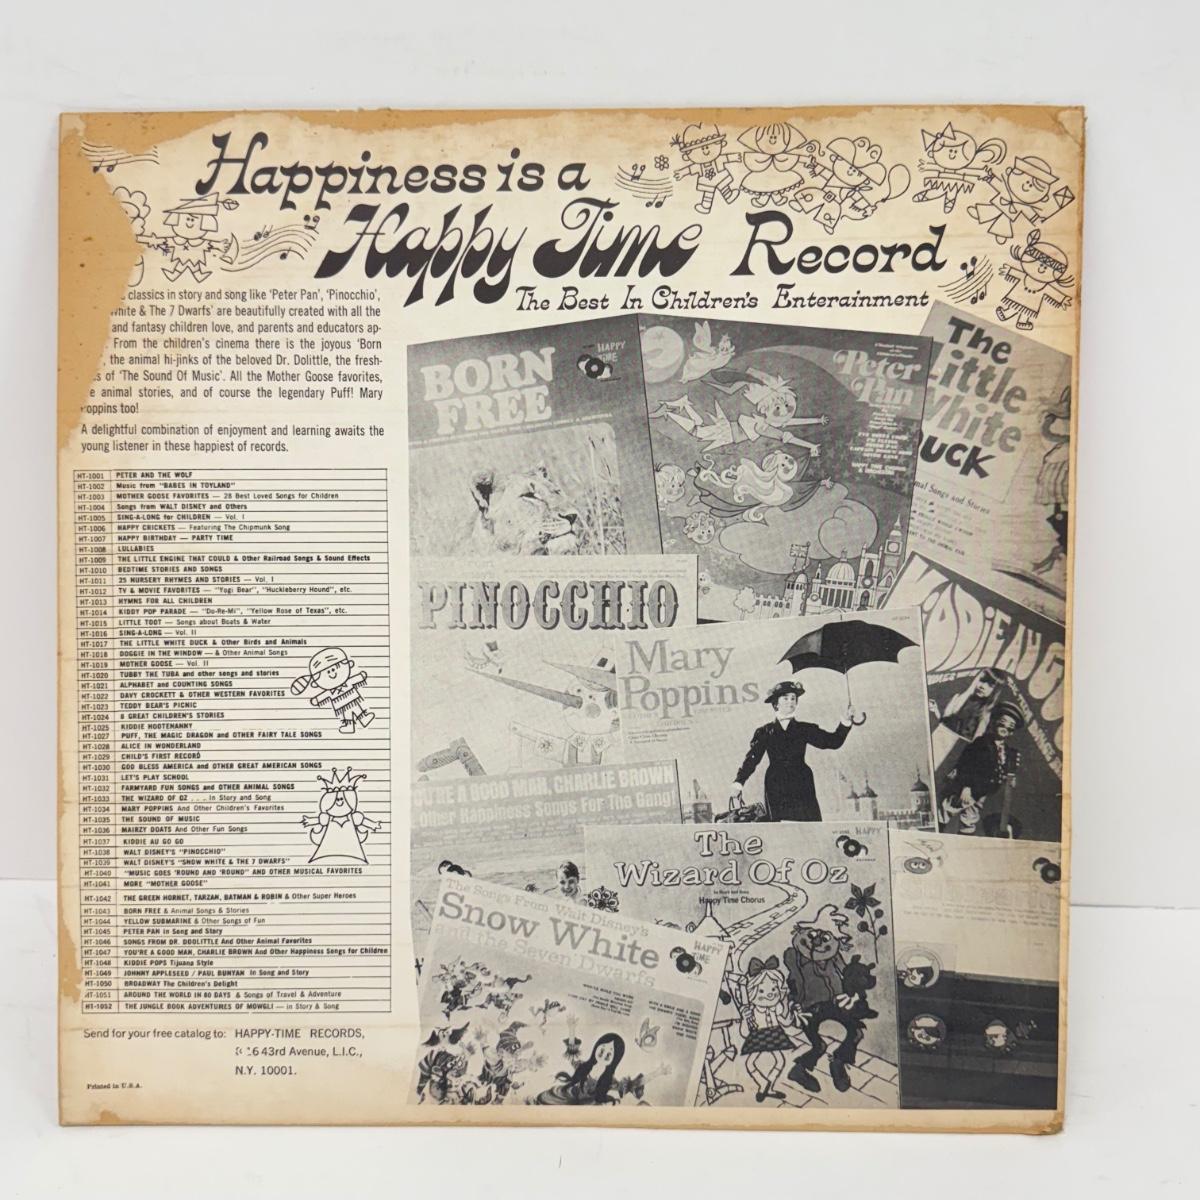 Happiness is a
Happy Time Record
The Best In Children's Enterainment
classics in story and song like 'Peter Pan', 'Pinocchio',
White & The 7 Dwarfs' are beautifully created with all the
and fantasy children love, and parents and educators ap-
From the children's cinema there is the joyous 'Born
, the animal hi-jinks of the beloved Dr. Dolittle, the fresh-
of 'The Sound Of Music'. All the Mother Goose favorites,
animal stories, and of course the legendary Puff! Mary
Poppins too!
A delightful combination of enjoyment and learning awaits the
young listener in these happiest of records.
HT-1001 PETER AND THE WOLF
HT-1002 Music from "BABES IN TOYLAND"
HT-1003 MOTHER GOOSE FAVORITES — 28 Best Loved Songs for Children
HT-1004 Songs from WALT DISNEY and Others
HT-1005 SING-A-LONG for CHILDREN — Vol. I
HT-1006 HAPPY CRICKETS — Featuring The Chipmunk Song
HT-1007 HAPPY BIRTHDAY — PARTY TIME
HT-1008 LULLABIES
HT-1009 THE LITTLE ENGINE THAT COULD & Other Railroad Songs & Sound Effects
HT-1010 BEDTIME STORIES AND SONGS
HT-1011 25 NURSERY RHYMES AND STORIES — Vol. I
HT-1012 TV & MOVIE FAVORITES — "Yogi Bear", "Huckleberry Hound", etc.
HT-1013 HYMNS FOR ALL CHILDREN
HT-1014 KIDDY POP PARADE — "Do-Re-Mi", "Yellow Rose of Texas", etc.
HT-1015 LITTLE TOOT — Songs about Boats & Water
HT-1016 SING-A-LONG — Vol. II
HT-1017 THE LITTLE WHITE DUCK & Other Birds and Animals
HT-1018 DOGGIE IN THE WINDOW — & Other Animal Songs
HT-1019 MOTHER GOOSE — Vol. II
HT-1020 TUBBY THE TUBA and other songs and stories
HT-1021 ALPHABET and COUNTING SONGS
HT-1022 DAVY CROCKETT & OTHER WESTERN FAVORITES
HT-1023 TEDDY BEAR'S PICNIC
HT-1024 8 GREAT CHILDREN'S STORIES
HT-1025 KIDDIE HOOTENANNY
HT-1027 PUFF, THE MAGIC DRAGON and OTHER FAIRY TALE SONGS
HT-1028 ALICE IN WONDERLAND
HT-1029 CHILD'S FIRST RECORD
HT-1030 GOD BLESS AMERICA and OTHER GREAT AMERICAN SONGS
HT-1031 LET'S PLAY SCHOOL
HT-1032 FARMYARD FUN SONGS and OTHER ANIMAL SONGS
HT-1033 THE WIZARD OF OZ . . . In Story and Song
HT-1034 MARY POPPINS And Other Children's Favorites
HT-1035 THE SOUND OF MUSIC
HT-1036 MAIRZY DOATS And Other Fun Songs
HT-1037 KIDDIE AU GO GO
HT-1038 WALT DISNEY'S "PINOCCHIO"
HT-1039 WALT DISNEY'S "SNOW WHITE & THE 7 DWARFS"
HT-1040 "MUSIC GOES 'ROUND AND 'ROUND" AND OTHER MUSICAL FAVORITES
HT-1041 MORE "MOTHER GOOSE"
HT-1042 THE GREEN HORNET, TARZAN, BATMAN & ROBIN & Other Super Heroes
HT-1043 BORN FREE & Animal Songs & Stories
HT-1044 YELLOW SUBMARINE & Other Songs of Fun
HT-1045 PETER PAN in Song and Story
HT-1046 SONGS FROM DR. DOOLITTLE And Other Animal Favorites
HT-1047 YOU'RE A GOOD MAN, CHARLIE BROWN And Other Happiness Songs for Children
HT-1048 KIDDIE POPS Tijuana Style
HT-1049 JOHNNY APPLESEED / PAUL BUNYAN In Song and Story
HT-1050 BROADWAY The Children's Delight
HT-1051 AROUND THE WORLD IN 80 DAYS & Songs of Travel & Adventure
HT-1052 THE JUNGLE BOOK ADVENTURES OF MOWGLI — in Story & Song
Send for your free catalog to: HAPPY-TIME RECORDS,
43rd Avenue, L.I.C.,
N.Y. 10001.
Printed in U.S.A.
BORN
FREE
HAPPY
TIME
Peter
Pan
HAPPY TIME CHORUS
& ORCHESTRA
The
Little
White
DUCK
Songs and Stories
PINOCCHIO
Mary
Poppins
KIDDIE AU GO
YOU'RE A GOOD MAN, CHARLIE BROWN
Other Happiness Songs For The Gang!
The
Wizard Of Oz
In Story and Song
Happy Time Chorus
HAPPY
The Songs From Walt Disney's
Snow White
and the Seven Dwarfs
HAPPY
TIME